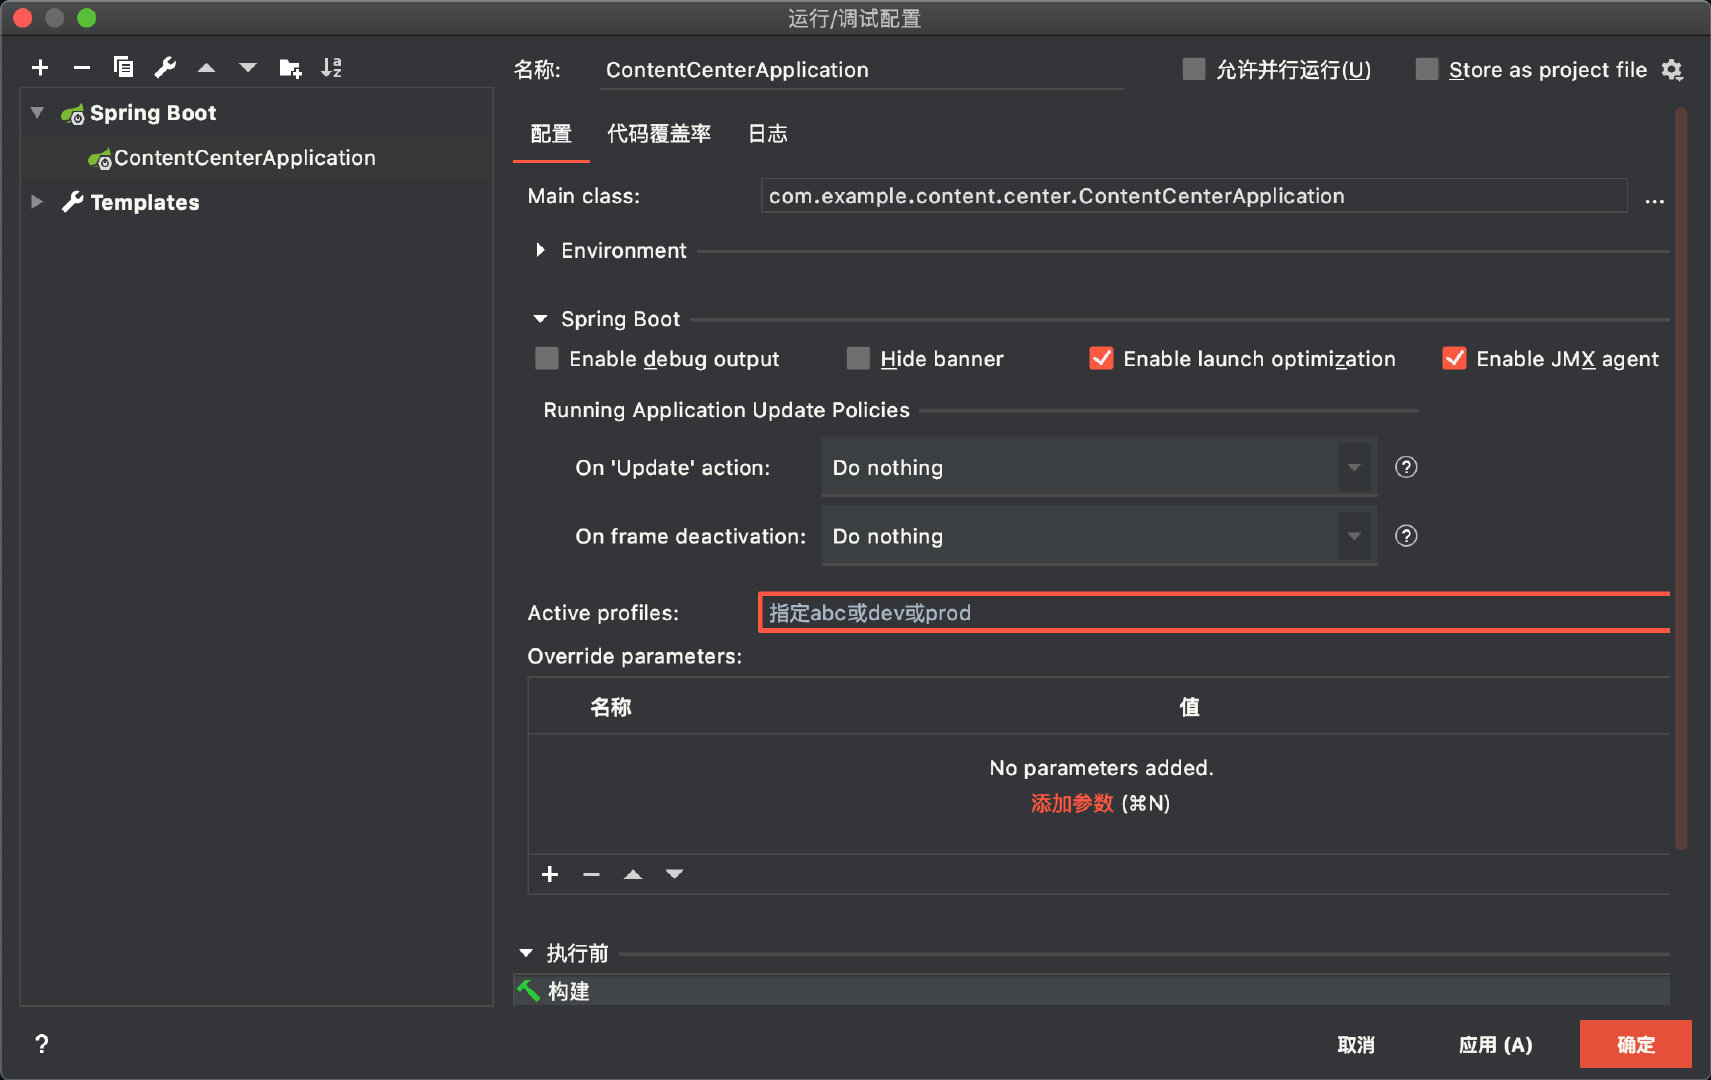 运行/调试配置
名称: ContentCenterApplication 允许并行运行(U) Store as project file
Spring Boot
ContentCenterApplication
Templates
配置 代码覆盖率 日志
Main class: com.example.content.center.ContentCenterApplication ...
Environment
Spring Boot
Enable debug output Hide banner Enable launch optimization Enable JMX agent
Running Application Update Policies
On 'Update' action: Do nothing ?
On frame deactivation: Do nothing ?
Active profiles: 指定abc或dev或prod
Override parameters:
名称 值
No parameters added.
添加参数 (⌘N)
执行前
构建
? 取消 应用 (A) 确定